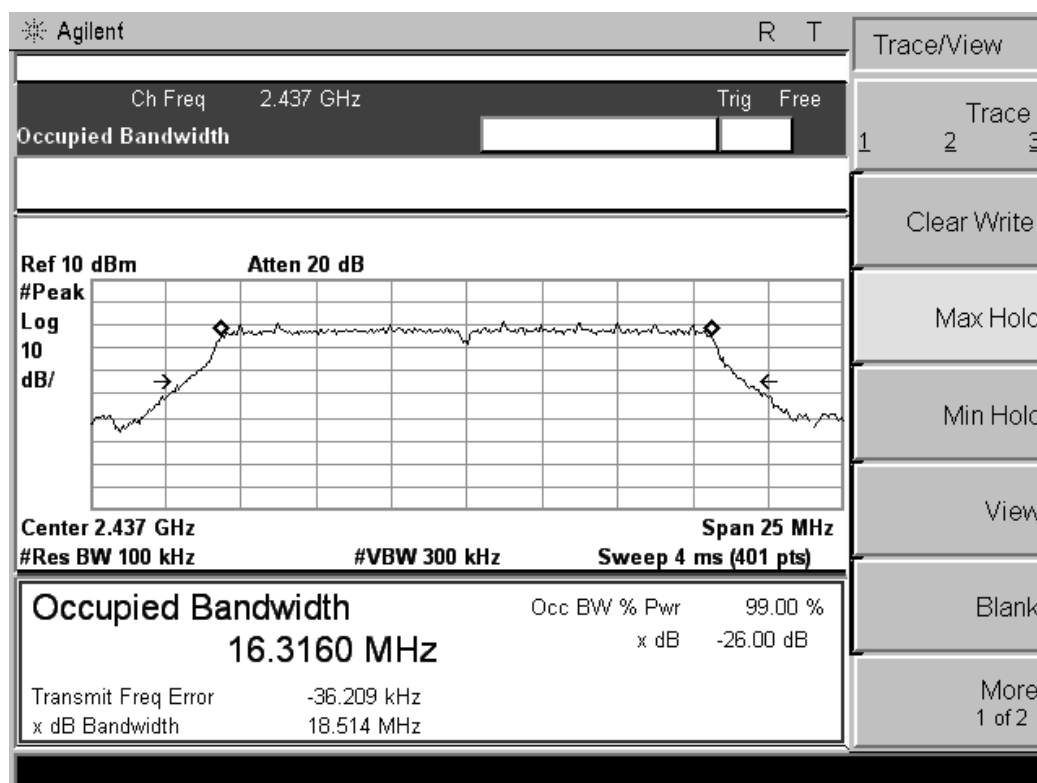 Agilent R T
Ch Freq 2.437 GHz Trig Free
Occupied Bandwidth
Ref 10 dBm Atten 20 dB
#Peak
Log
10
dB/
Center 2.437 GHz Span 25 MHz
#Res BW 100 kHz #VBW 300 kHz Sweep 4 ms (401 pts)
Occupied Bandwidth Occ BW % Pwr 99.00 %
16.3160 MHz x dB -26.00 dB
Transmit Freq Error -36.209 kHz
x dB Bandwidth 18.514 MHz
Trace/View
Trace
1 2 3
Clear Write
Max Hold
Min Hold
View
Blank
More
1 of 2